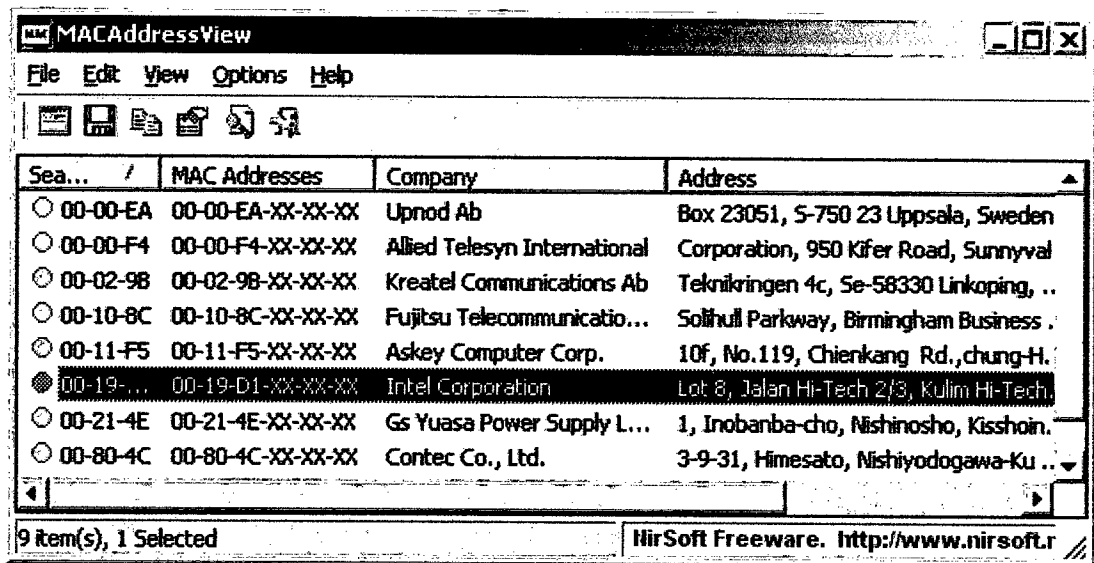 MACAddressView
File Edit View Options Help
Sea... / MAC Addresses Company Address
00-00-EA 00-00-EA-XX-XX-XX Upnod Ab Box 23051, S-750 23 Uppsala, Sweden
00-00-F4 00-00-F4-XX-XX-XX Allied Telesyn International Corporation, 950 Kifer Road, Sunnyval
00-02-9B 00-02-9B-XX-XX-XX Kreatel Communications Ab Teknikringen 4c, Se-58330 Linkoping, ..
00-10-8C 00-10-8C-XX-XX-XX Fujitsu Telecommunicatio... Solihull Parkway, Birmingham Business .
00-11-F5 00-11-F5-XX-XX-XX Askey Computer Corp. 10f, No.119, Chienkang Rd.,chung-H.
00-19-... 00-19-D1-XX-XX-XX Intel Corporation Lot 8, Jalan Hi-Tech 2/3, Kulim Hi-Tech.
00-21-4E 00-21-4E-XX-XX-XX Gs Yuasa Power Supply L... 1, Inobanba-cho, Nishinosho, Kisshoin.
00-80-4C 00-80-4C-XX-XX-XX Contec Co., Ltd. 3-9-31, Himesato, Nishiyodogawa-Ku ..
9 item(s), 1 Selected NirSoft Freeware. http://www.nirsoft.r